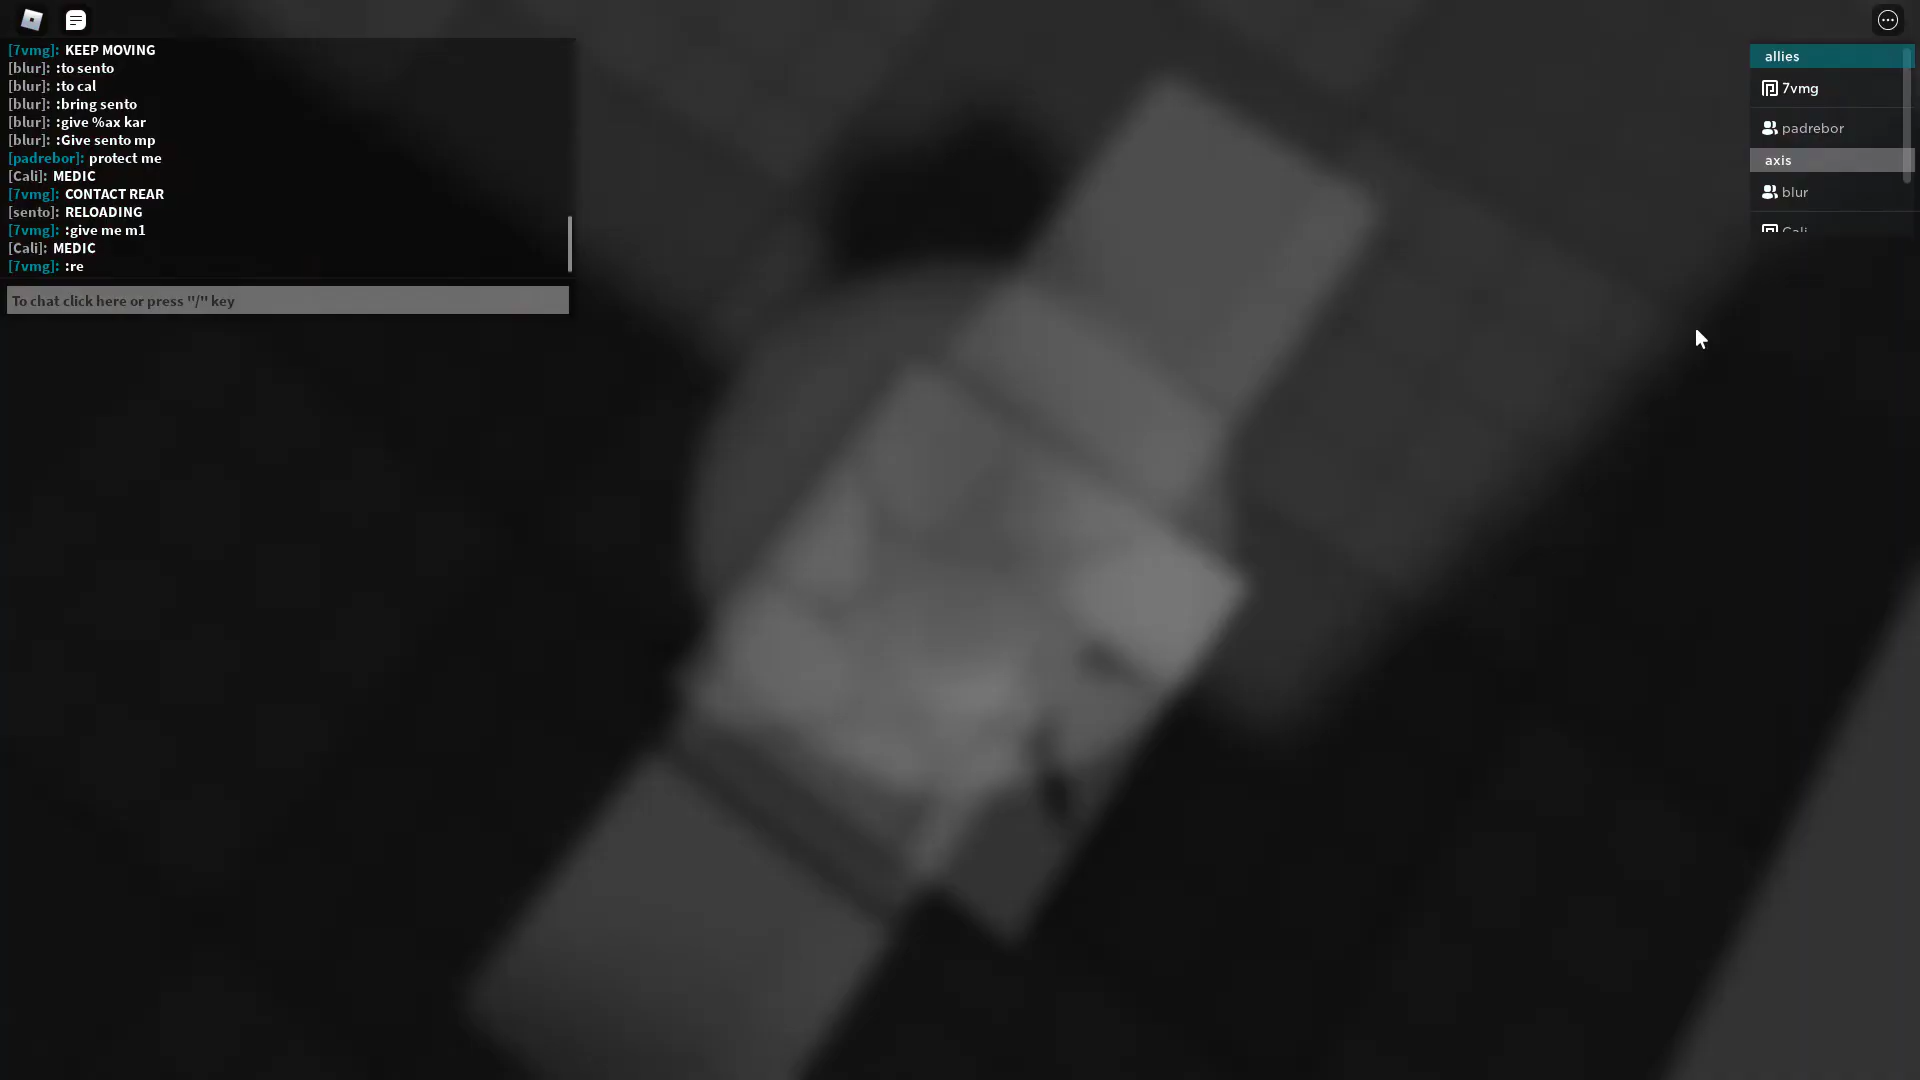 [7vmg]: KEEP MOVING
[blur]: :to sento
[blur]: :to cal
[blur]: :bring sento
[blur]: :give %ax kar
[blur]: :Give sento mp
[padrebor]: protect me
[Cali]: MEDIC
[7vmg]: CONTACT REAR
[sento]: RELOADING
[7vmg]: :give me m1
[Cali]: MEDIC
[7vmg]: :re
To chat click here or press "/" key
allies
7vmg
padrebor
axis
blur
Cali